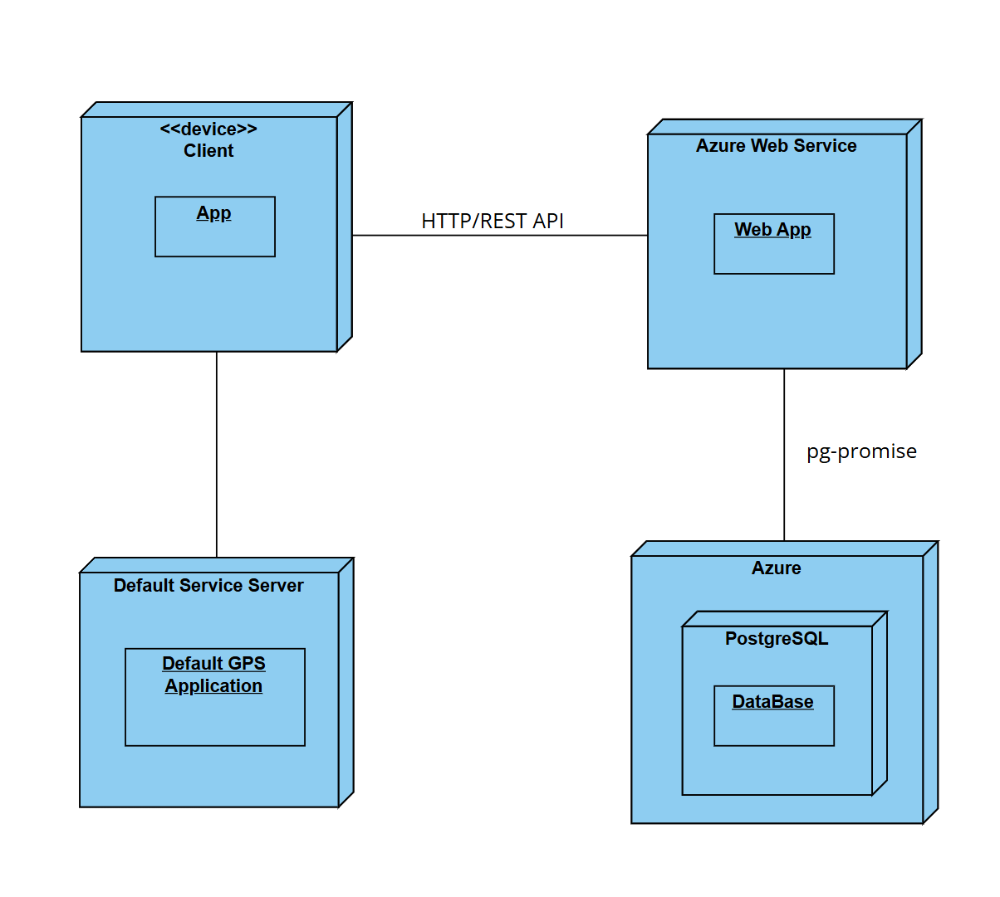 <<device>>
Client
App
HTTP/REST API
Azure Web Service
Web App
pg-promise
Default Service Server
Default GPS
Application
Azure
PostgreSQL
DataBase